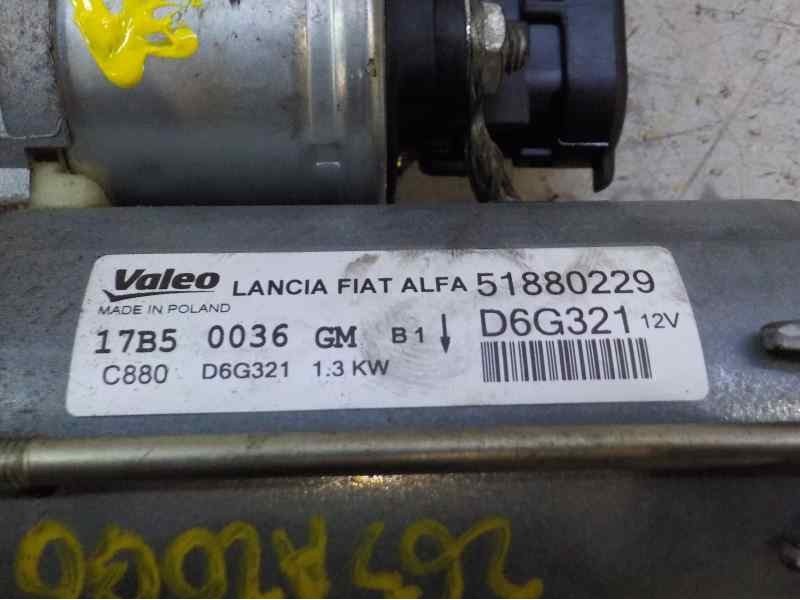 Valeo LANCIA FIAT ALFA 51880229
MADE IN POLAND D6G321 12V
17B5 0036 GM B1
C880 D6G321 1.3 KW